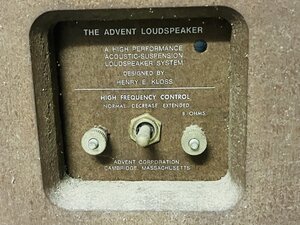 THE ADVENT LOUDSPEAKER
A HIGH-PERFORMANCE
ACOUSTIC-SUSPENSION
LOUDSPEAKER SYSTEM
DESIGNED BY
HENRY E. KLOSS
HIGH FREQUENCY CONTROL
NORMAL DECREASE EXTENDED
8 OHMS
ADVENT CORPORATION
CAMBRIDGE, MASSACHUSETTS